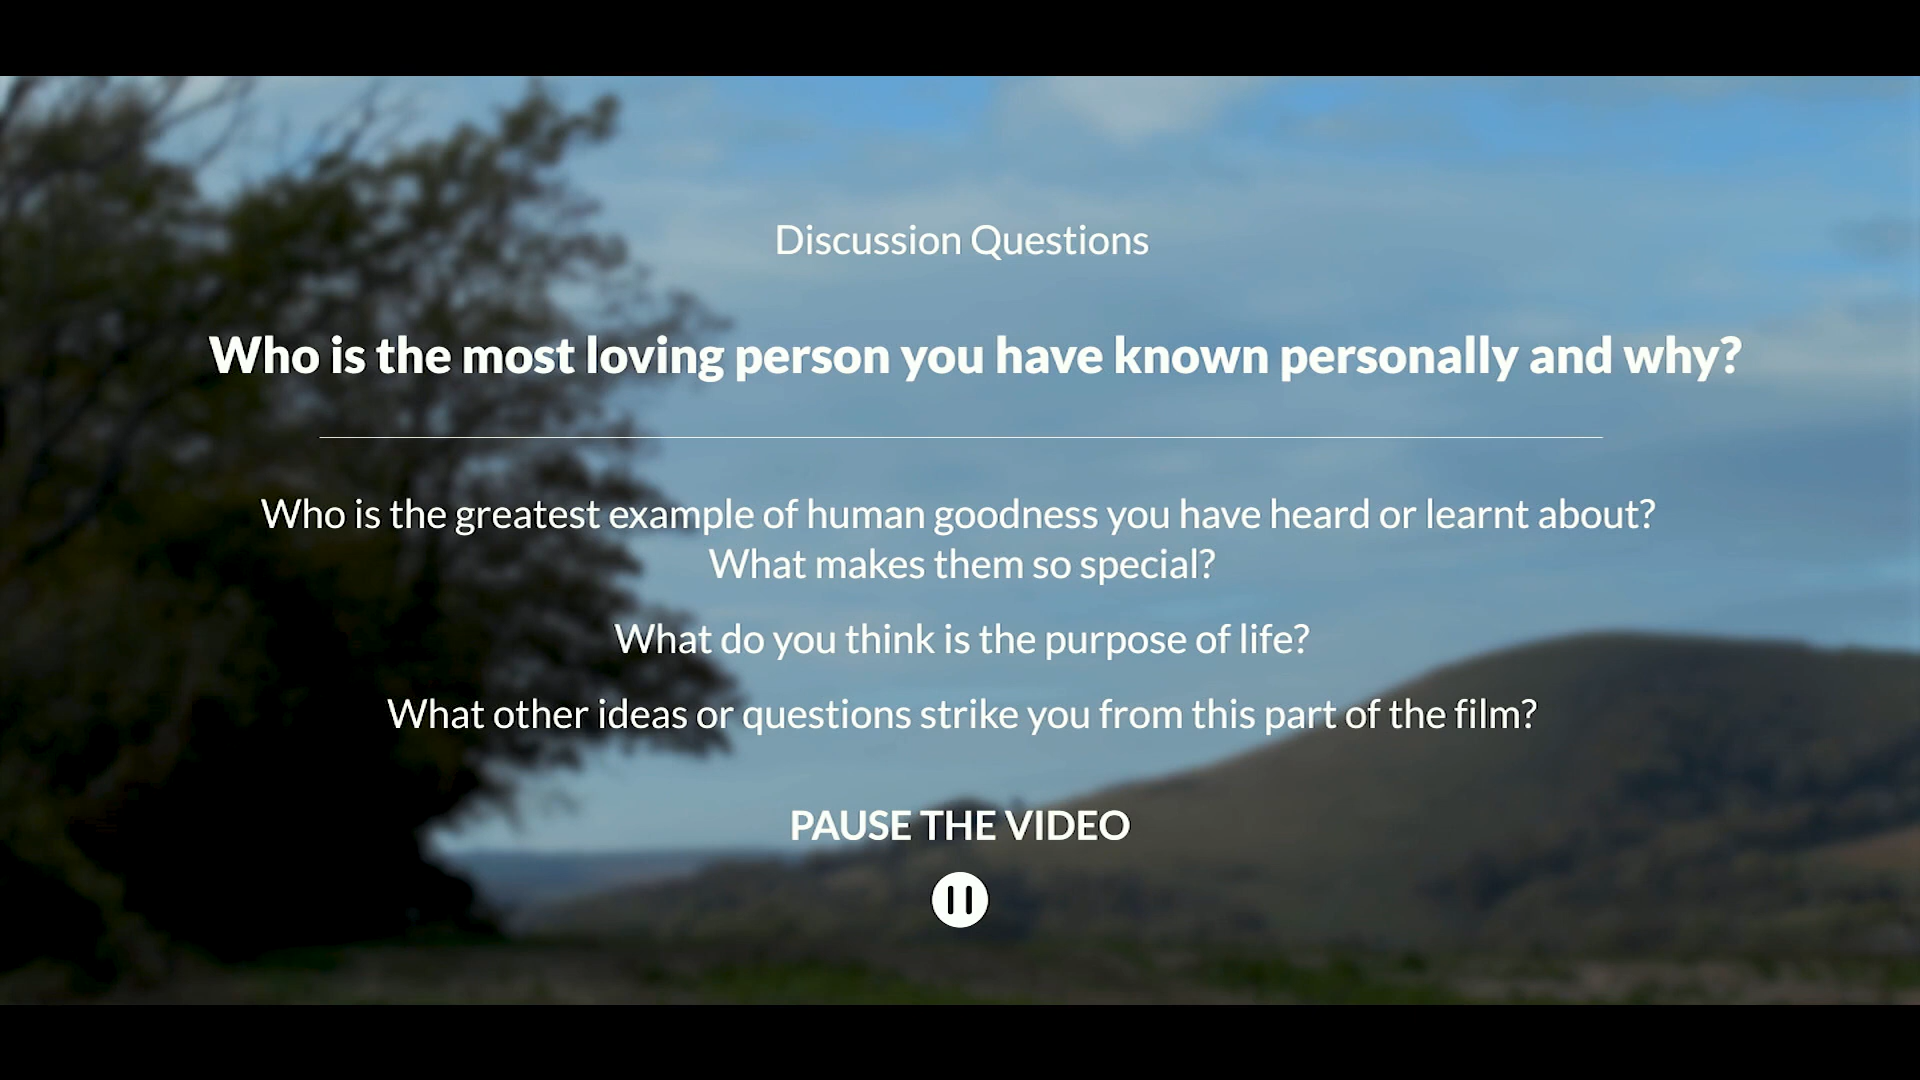 Discussion Questions
Who is the most loving person you have known personally and why?
Who is the greatest example of human goodness you have heard or learnt about?
What makes them so special?
What do you think is the purpose of life?
What other ideas or questions strike you from this part of the film?
PAUSE THE VIDEO